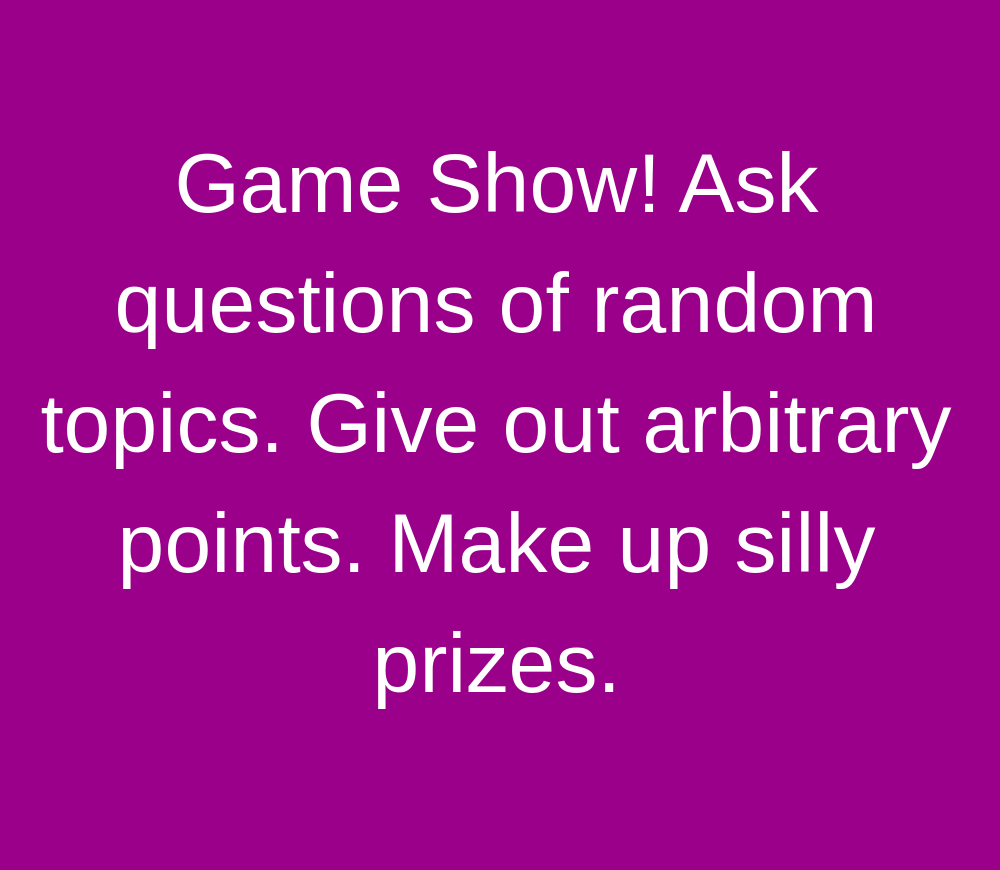 Game Show! Ask
questions of random
topics. Give out arbitrary
points. Make up silly
prizes.